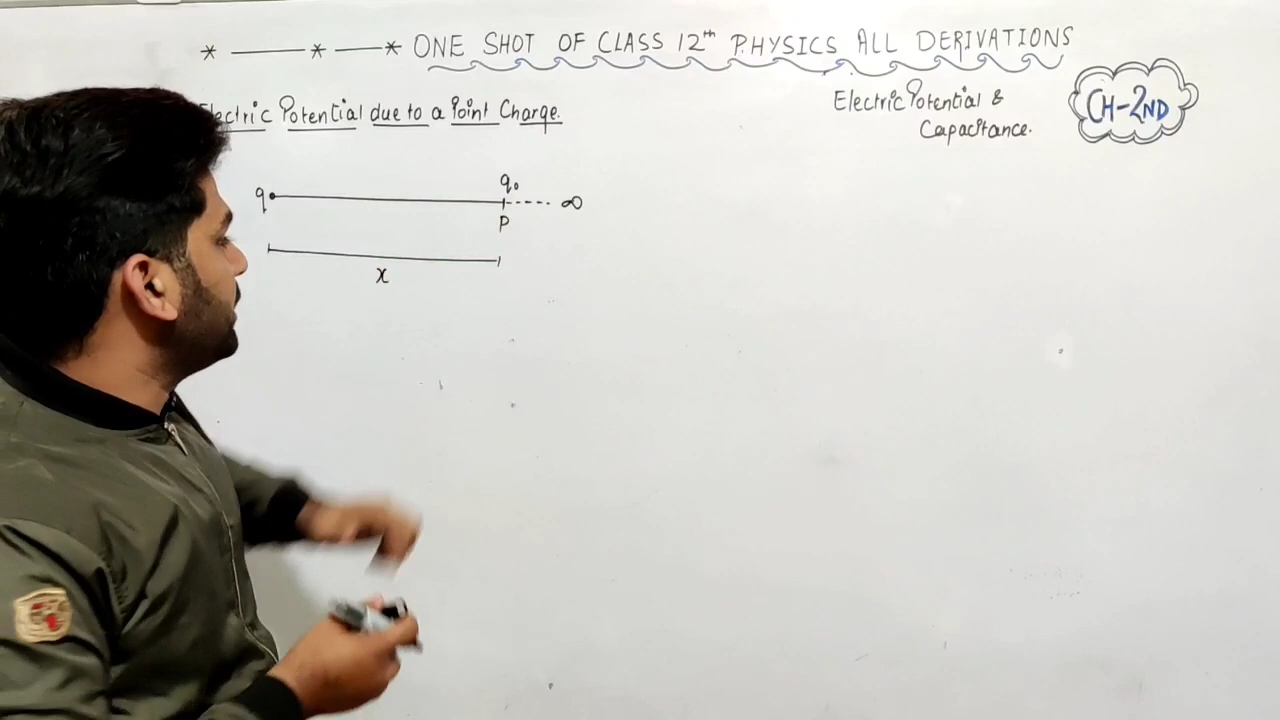 * —— * — * ONE SHOT OF CLASS 12th PHYSICS ALL DERIVATIONS
Electric Potential &
Capacitance.
CH-2ND
lectric Potential due to a Point Charge.
q
q₀
∞
P
x